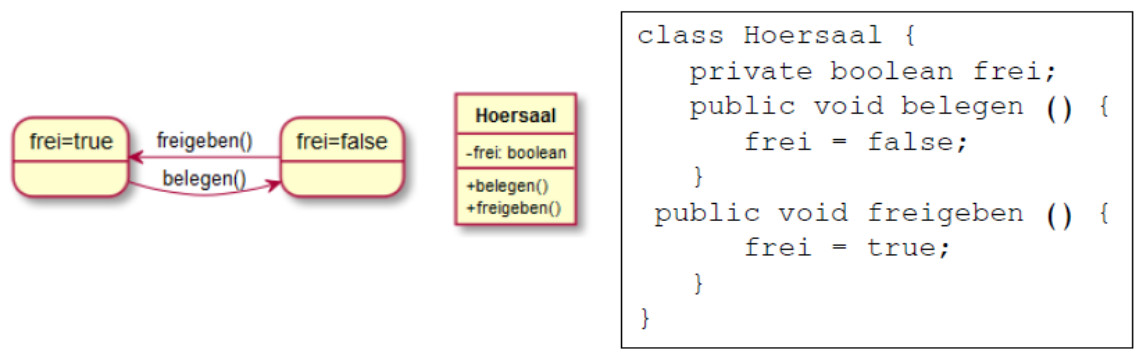 frei=true
freigeben()
belegen()
frei=false
Hoersaal
-frei: boolean
+belegen()
+freigeben()
class Hoersaal {
private boolean frei;
public void belegen () {
frei = false;
}
public void freigeben () {
frei = true;
}
}